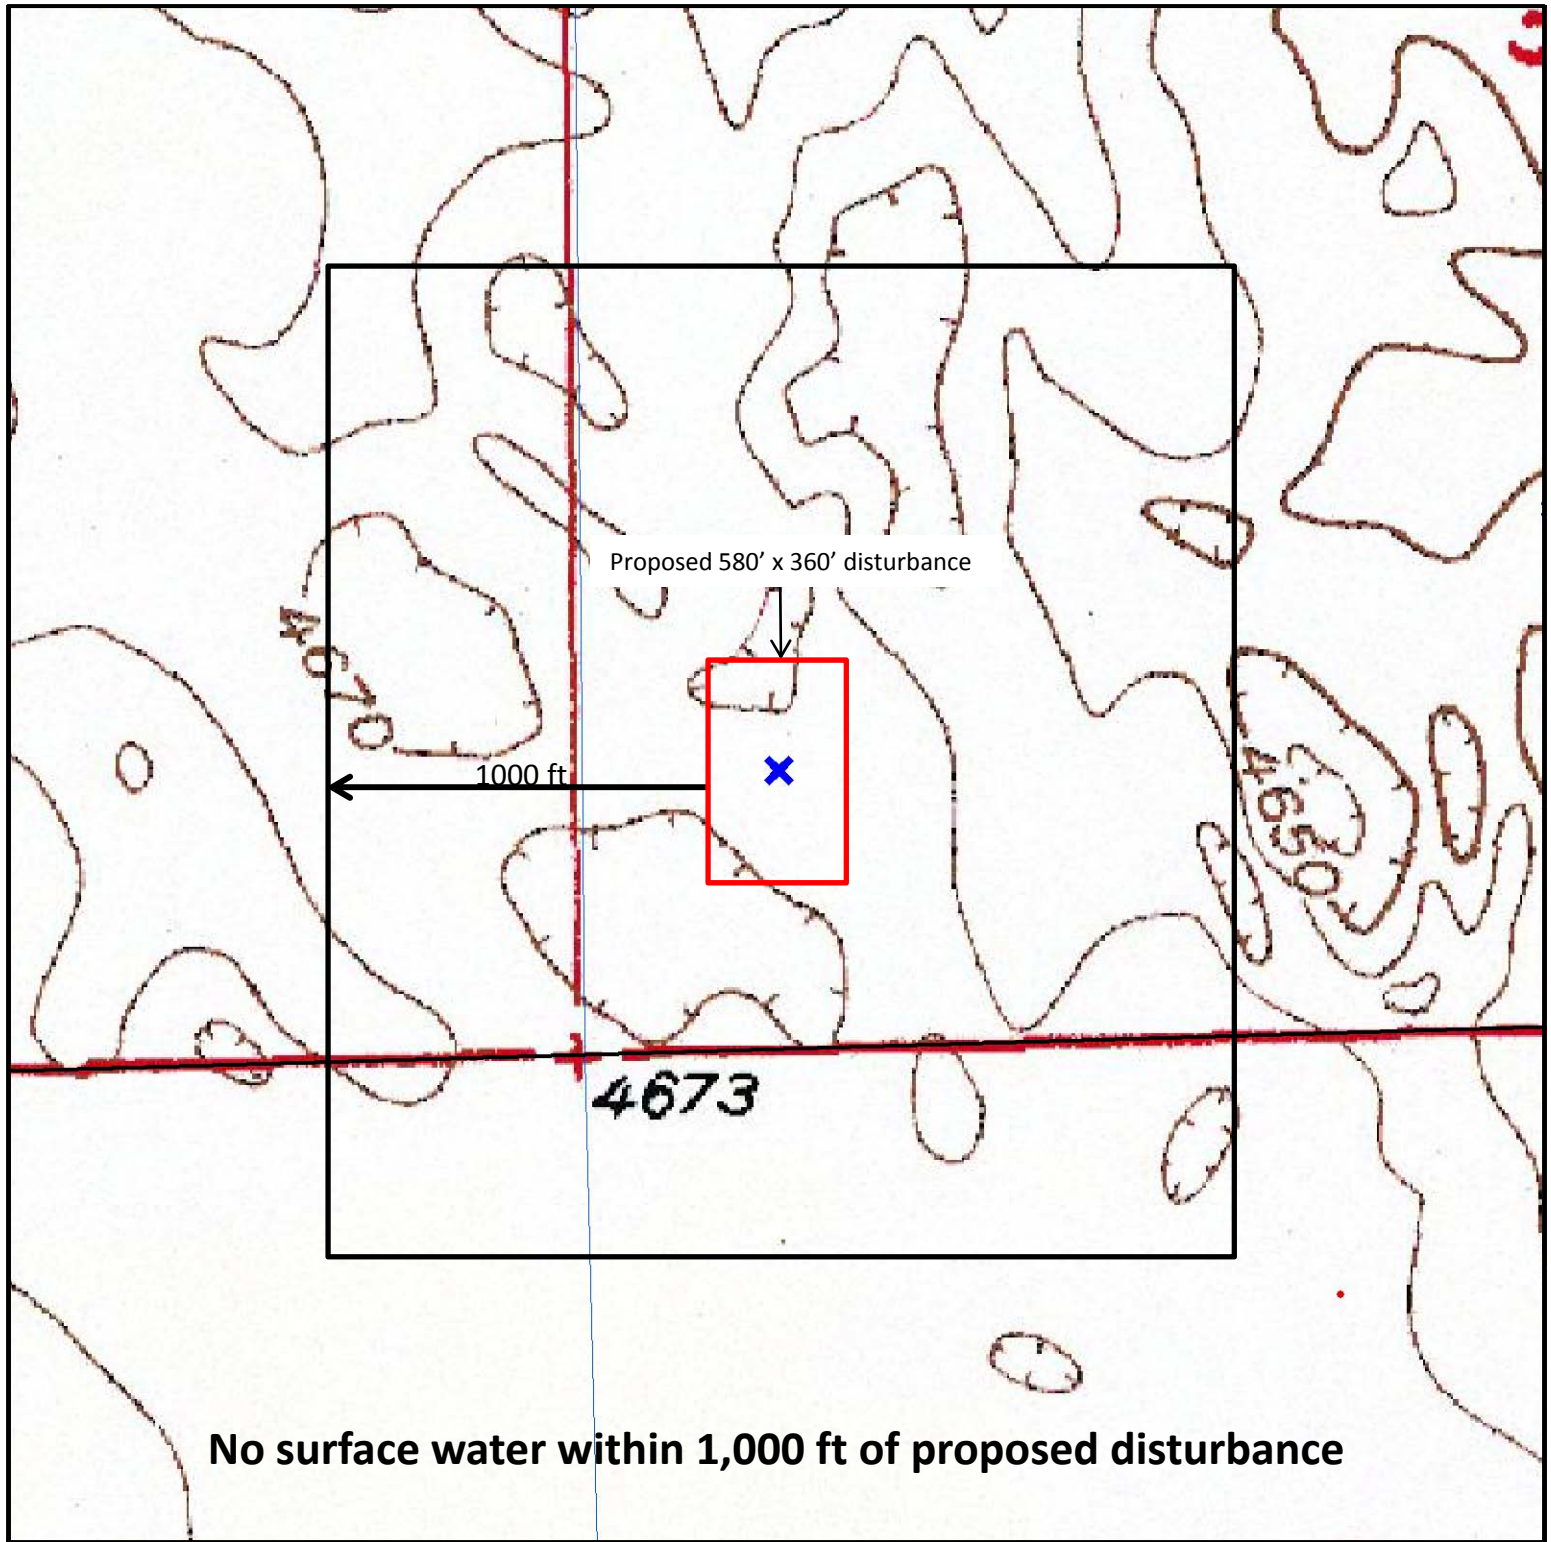 Proposed 580’ x 360’ disturbance
4670
1000 ft
4650
4673
No surface water within 1,000 ft of proposed disturbance